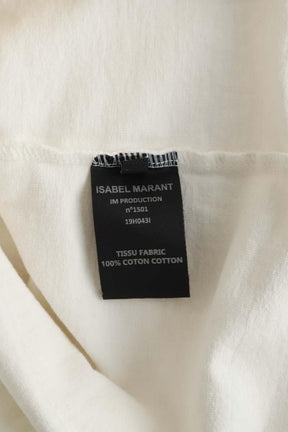 ISABEL MARANT
IM PRODUCTION
n°1501
19H043I
TISSU FABRIC
100% COTON COTTON